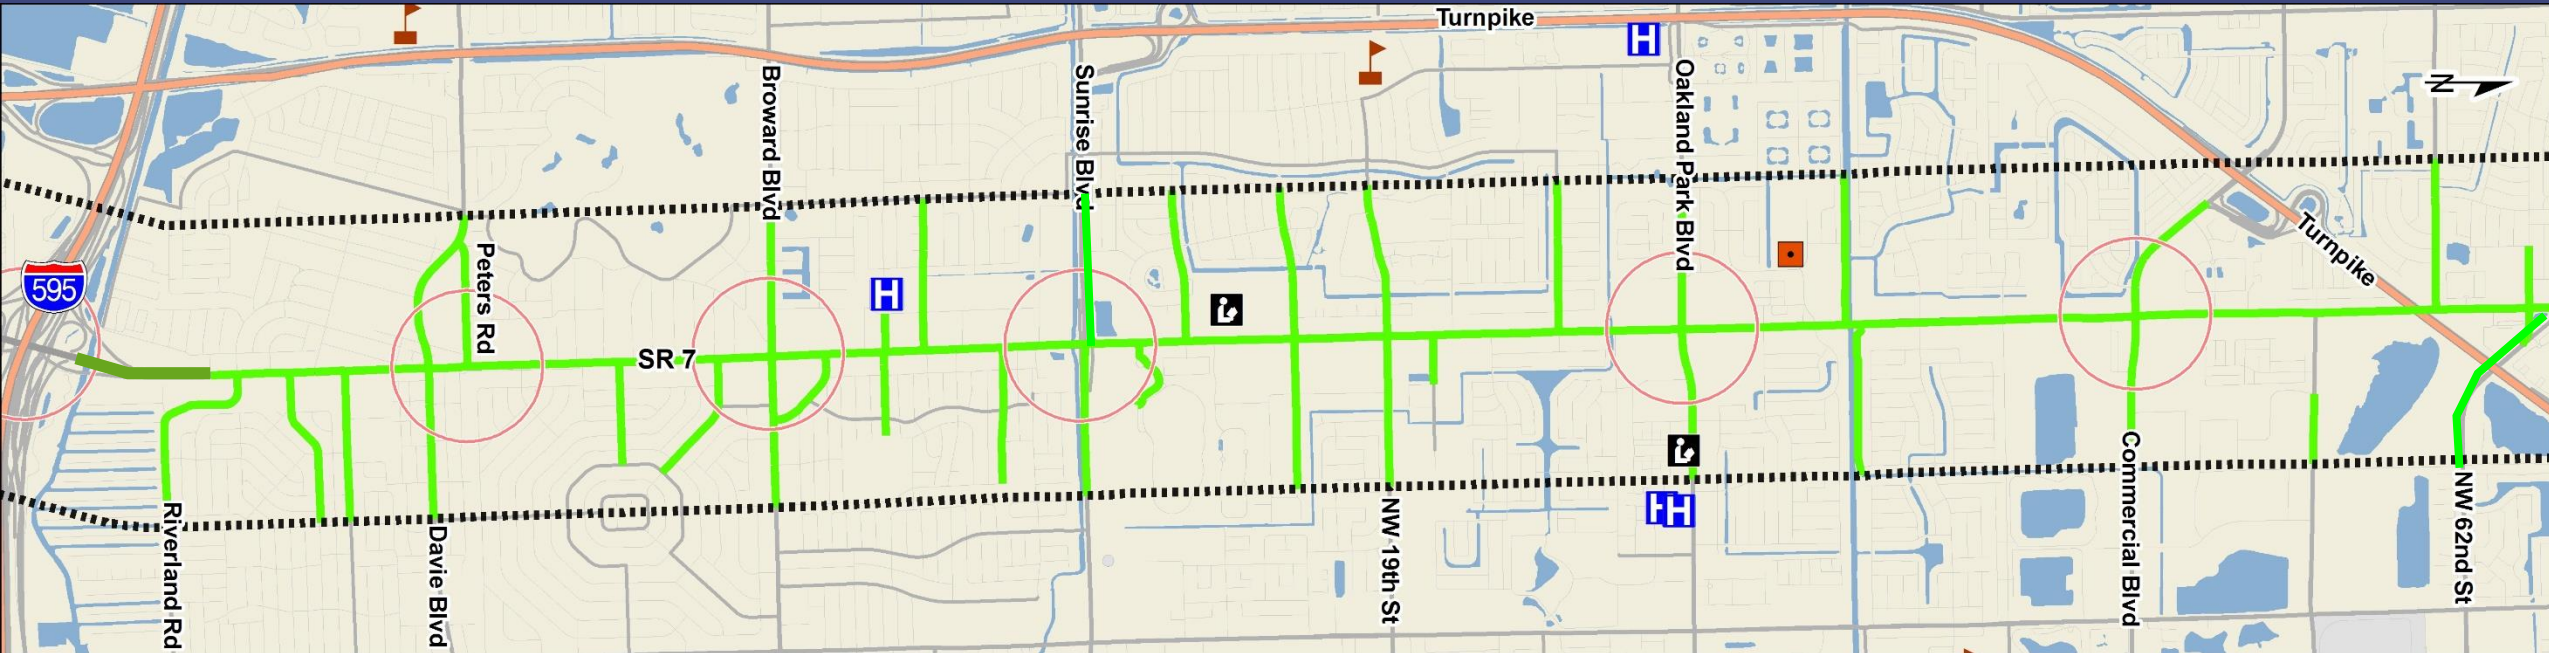 Turnpike
H
N
Broward Blvd
Sunrise Blvd
Oakland Park Blvd
Peters Rd
Turnpike
595
H
SR 7
Riverland Rd
Davie Blvd
NW 19th St
H
H
Commercial Blvd
NW 62nd St